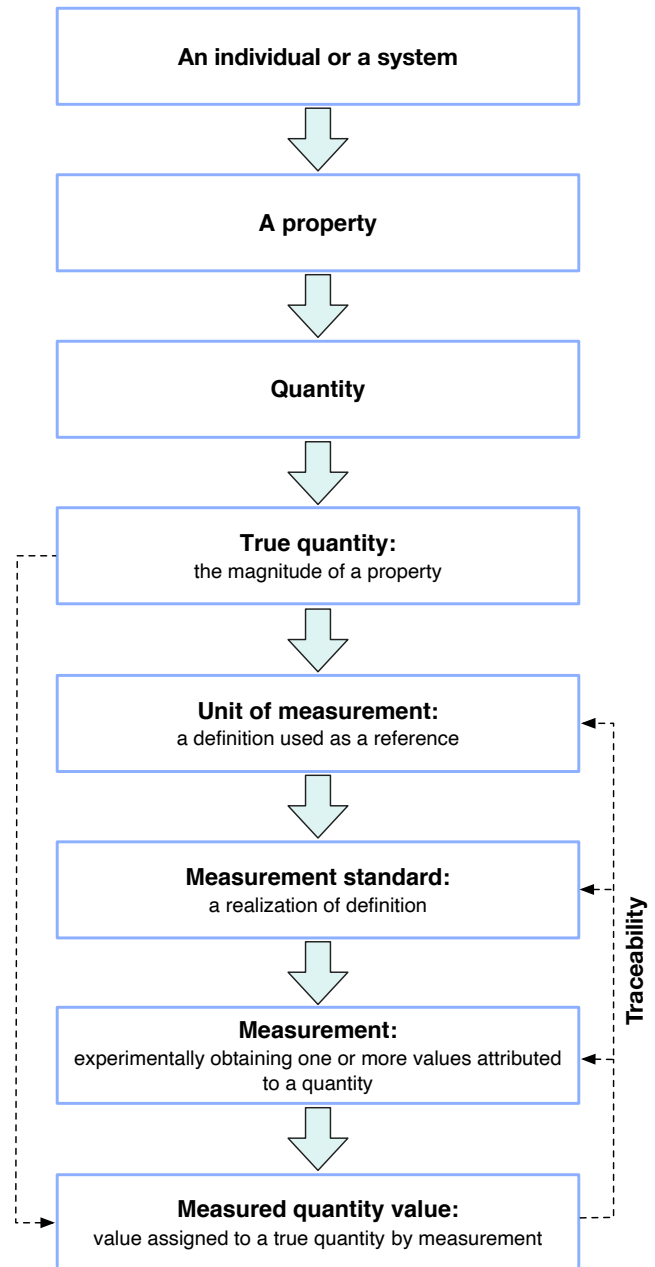 An individual or a system
A property
Quantity
True quantity:
the magnitude of a property
Unit of measurement:
a definition used as a reference
Measurement standard:
a realization of definition
Measurement:
experimentally obtaining one or more values attributed
to a quantity
Measured quantity value:
value assigned to a true quantity by measurement
Traceability